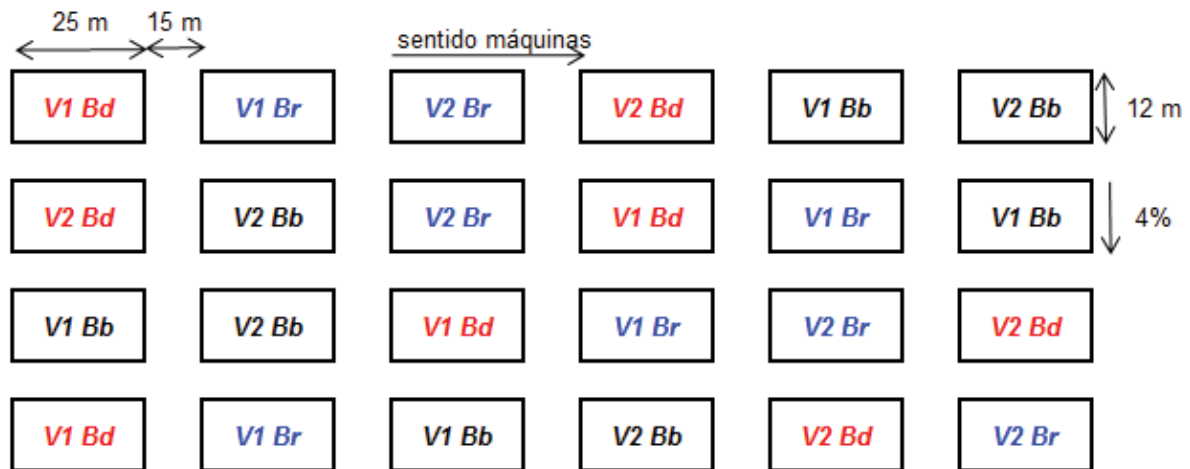 25 m 15 m
sentido máquinas
V1 Bd V1 Br V2 Br V2 Bd V1 Bb V2 Bb 12 m
V2 Bd V2 Bb V2 Br V1 Bd V1 Br V1 Bb 4%
V1 Bb V2 Bb V1 Bd V1 Br V2 Br V2 Bd
V1 Bd V1 Br V1 Bb V2 Bb V2 Bd V2 Br